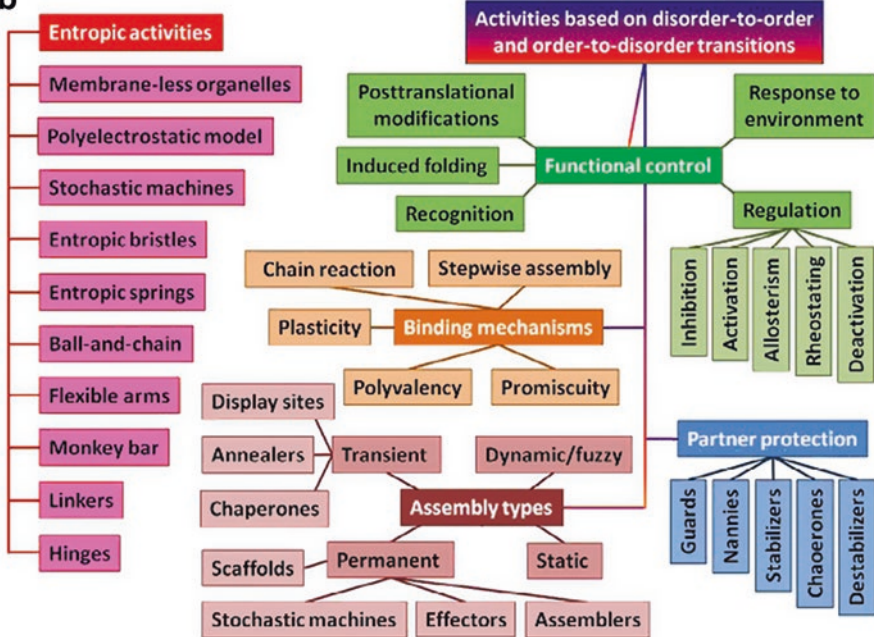 b
Entropic activities
Membrane-less organelles
Polyelectrostatic model
Stochastic machines
Entropic bristles
Entropic springs
Ball-and-chain
Flexible arms
Monkey bar
Linkers
Hinges
Activities based on disorder-to-order
and order-to-disorder transitions
Posttranslational
modifications
Response to
environment
Induced folding
Functional control
Recognition
Regulation
Inhibition
Activation
Allosterism
Rheostating
Deactivation
Chain reaction
Stepwise assembly
Plasticity
Binding mechanisms
Polyvalency
Promiscuity
Display sites
Annealers
Chaperones
Transient
Dynamic/fuzzy
Assembly types
Permanent
Static
Scaffolds
Stochastic machines
Effectors
Assemblers
Partner protection
Guards
Nannies
Stabilizers
Chaoerones
Destabilizers